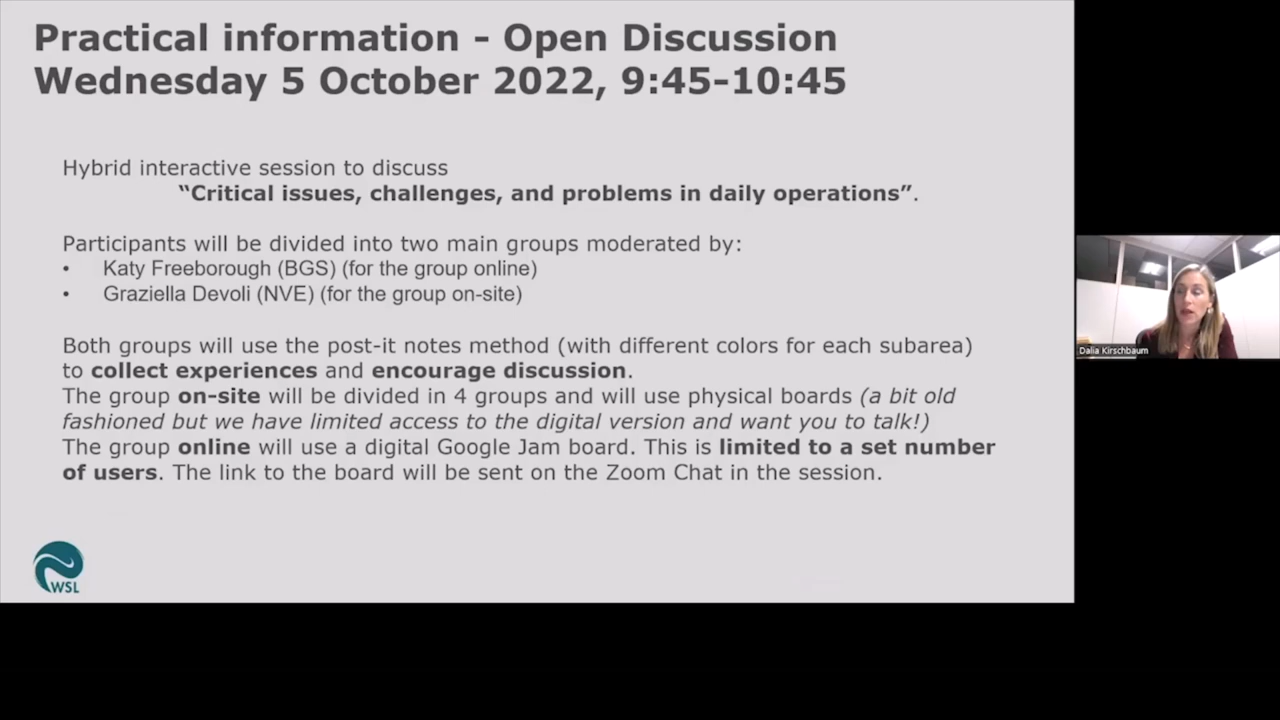 Practical information - Open Discussion
Wednesday 5 October 2022, 9:45-10:45
Hybrid interactive session to discuss
“Critical issues, challenges, and problems in daily operations”.
Participants will be divided into two main groups moderated by:
• Katy Freeborough (BGS) (for the group online)
• Graziella Devoli (NVE) (for the group on-site)
Both groups will use the post-it notes method (with different colors for each subarea)
to collect experiences and encourage discussion.
The group on-site will be divided in 4 groups and will use physical boards (a bit old
fashioned but we have limited access to the digital version and want you to talk!)
The group online will use a digital Google Jam board. This is limited to a set number
of users. The link to the board will be sent on the Zoom Chat in the session.
WSL
Dalia Kirschbaum